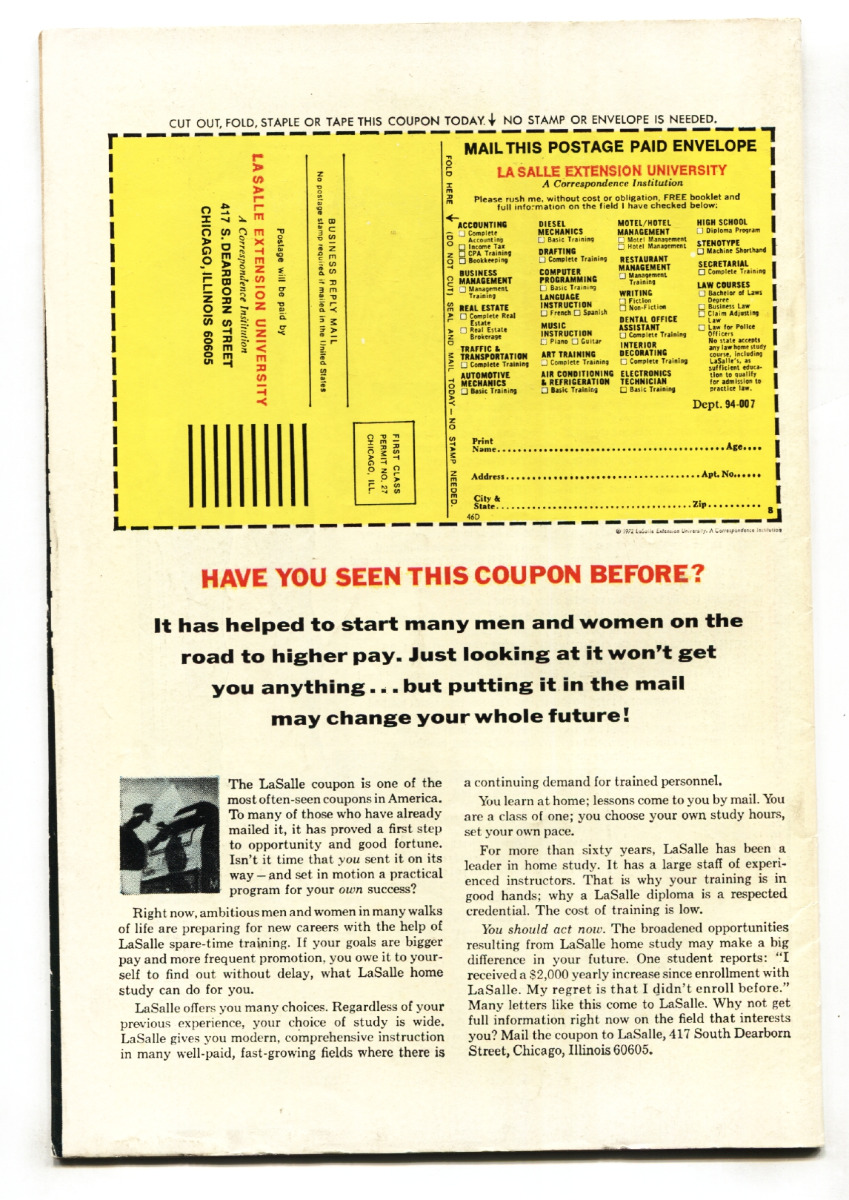 CUT OUT, FOLD, STAPLE OR TAPE THIS COUPON TODAY. ↓ NO STAMP OR ENVELOPE IS NEEDED.
BUSINESS REPLY MAIL
No postage stamp required if mailed in the United States
Postage will be paid by
LA SALLE EXTENSION UNIVERSITY
A Correspondence Institution
417 S. DEARBORN STREET
CHICAGO, ILLINOIS 60605
FIRST CLASS
PERMIT NO. 27
CHICAGO, ILL.
FOLD HERE ↓ (DO NOT CUT) SEAL AND MAIL TODAY — NO STAMP NEEDED.
MAIL THIS POSTAGE PAID ENVELOPE
LA SALLE EXTENSION UNIVERSITY
A Correspondence Institution
Please rush me, without cost or obligation, FREE booklet and
full information on the field I have checked below:
ACCOUNTING
☐ Complete
Accounting
☐ Income Tax
☐ CPA Training
☐ Bookkeeping
BUSINESS
MANAGEMENT
☐ Management
Training
REAL ESTATE
☐ Complete Real
Estate
☐ Real Estate
Brokerage
TRAFFIC &
TRANSPORTATION
☐ Complete Training
AUTOMOTIVE
MECHANICS
☐ Basic Training
DIESEL
MECHANICS
☐ Basic Training
DRAFTING
☐ Complete Training
COMPUTER
PROGRAMMING
☐ Basic Training
LANGUAGE
INSTRUCTION
☐ French ☐ Spanish
MUSIC
INSTRUCTION
☐ Piano ☐ Guitar
ART TRAINING
☐ Complete Training
AIR CONDITIONING
& REFRIGERATION
☐ Basic Training
MOTEL/HOTEL
MANAGEMENT
☐ Motel Management
☐ Hotel Management
RESTAURANT
MANAGEMENT
☐ Management
Training
WRITING
☐ Fiction
☐ Non-Fiction
DENTAL OFFICE
ASSISTANT
☐ Complete Training
INTERIOR
DECORATING
☐ Complete Training
ELECTRONICS
TECHNICIAN
☐ Basic Training
HIGH SCHOOL
☐ Diploma Program
STENOTYPE
☐ Machine Shorthand
SECRETARIAL
☐ Complete Training
LAW COURSES
☐ Bachelor of Laws
Degree
☐ Business Law
☐ Claim Adjusting
Law
☐ Law for Police
Officers
No state accepts
any law home study
course, including
LaSalle's, as
sufficient educa-
tion to qualify
for admission to
practice law.
Dept. 94-007
Print
Name........Age....
Address........Apt. No......
City &
State........Zip..........
46D
8
© 1972 LaSalle Extension University, A Correspondence Institution
HAVE YOU SEEN THIS COUPON BEFORE?
It has helped to start many men and women on the
road to higher pay. Just looking at it won't get
you anything...but putting it in the mail
may change your whole future!
The LaSalle coupon is one of the
most often-seen coupons in America.
To many of those who have already
mailed it, it has proved a first step
to opportunity and good fortune.
Isn't it time that you sent it on its
way – and set in motion a practical
program for your own success?
Right now, ambitious men and women in many walks
of life are preparing for new careers with the help of
LaSalle spare-time training. If your goals are bigger
pay and more frequent promotion, you owe it to your-
self to find out without delay, what LaSalle home
study can do for you.
LaSalle offers you many choices. Regardless of your
previous experience, your choice of study is wide.
LaSalle gives you modern, comprehensive instruction
in many well-paid, fast-growing fields where there is
a continuing demand for trained personnel.
You learn at home; lessons come to you by mail. You
are a class of one; you choose your own study hours,
set your own pace.
For more than sixty years, LaSalle has been a
leader in home study. It has a large staff of experi-
enced instructors. That is why your training is in
good hands; why a LaSalle diploma is a respected
credential. The cost of training is low.
You should act now. The broadened opportunities
resulting from LaSalle home study may make a big
difference in your future. One student reports: "I
received a $2,000 yearly increase since enrollment with
LaSalle. My regret is that I didn't enroll before."
Many letters like this come to LaSalle. Why not get
full information right now on the field that interests
you? Mail the coupon to LaSalle, 417 South Dearborn
Street, Chicago, Illinois 60605.